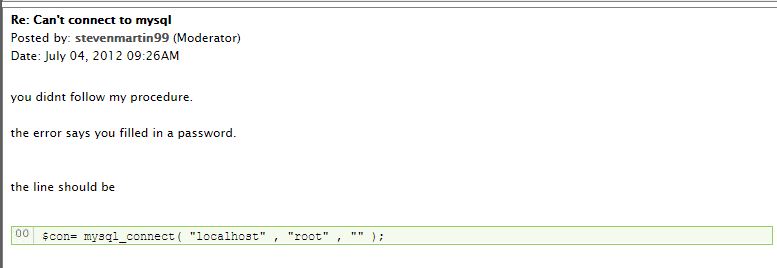 Re: Can't connect to mysql
Posted by: stevenmartin99 (Moderator)
Date: July 04, 2012 09:26AM
you didnt follow my procedure.
the error says you filled in a password.
the line should be
00 $con= mysql_connect( "localhost" , "root" , "" );